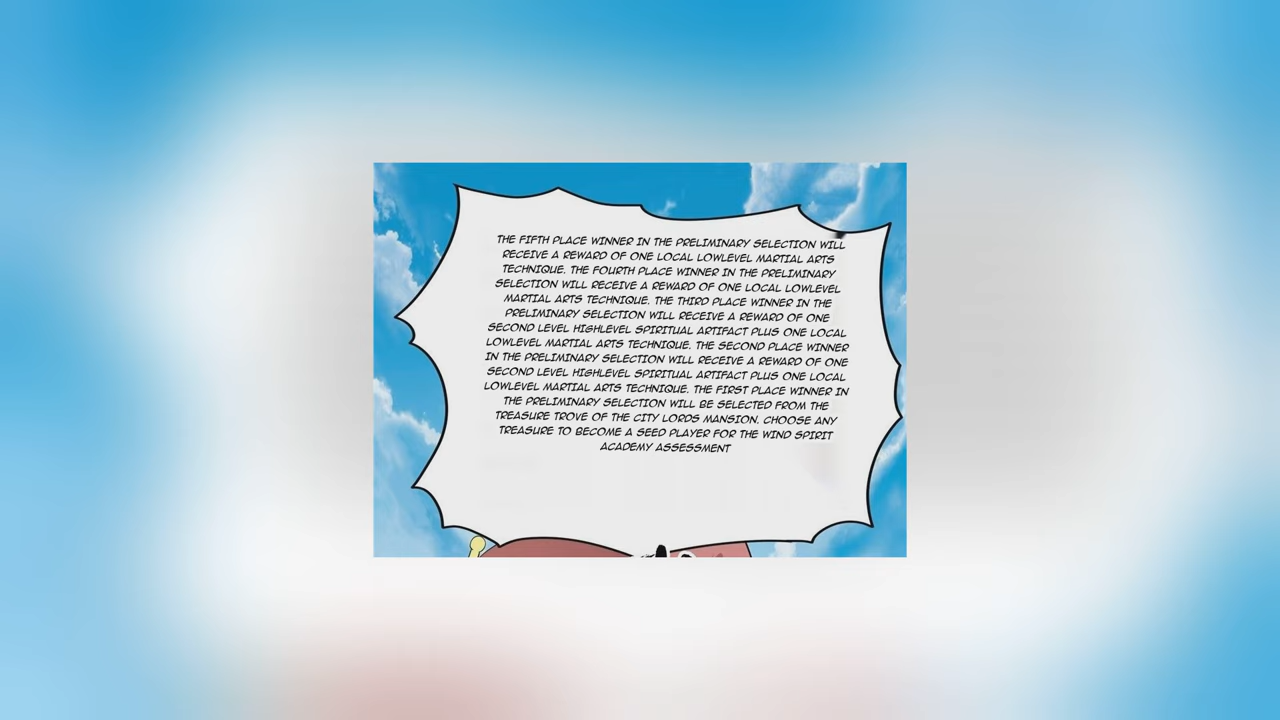 THE FIFTH PLACE WINNER IN THE PRELIMINARY SELECTION WILL
RECEIVE A REWARD OF ONE LOCAL LOWLEVEL MARTIAL ARTS
TECHNIQUE. THE FOURTH PLACE WINNER IN THE PRELIMINARY
SELECTION WILL RECEIVE A REWARD OF ONE LOCAL LOWLEVEL
MARTIAL ARTS TECHNIQUE. THE THIRD PLACE WINNER IN THE
PRELIMINARY SELECTION WILL RECEIVE A REWARD OF ONE
SECOND LEVEL HIGHLEVEL SPIRITUAL ARTIFACT PLUS ONE LOCAL
LOWLEVEL MARTIAL ARTS TECHNIQUE. THE SECOND PLACE WINNER
IN THE PRELIMINARY SELECTION WILL RECEIVE A REWARD OF ONE
SECOND LEVEL HIGHLEVEL SPIRITUAL ARTIFACT PLUS ONE LOCAL
LOWLEVEL MARTIAL ARTS TECHNIQUE. THE FIRST PLACE WINNER IN
THE PRELIMINARY SELECTION WILL BE SELECTED FROM THE
TREASURE TROVE OF THE CITY LORDS MANSION. CHOOSE ANY
TREASURE TO BECOME A SEED PLAYER FOR THE WIND SPIRIT
ACADEMY ASSESSMENT